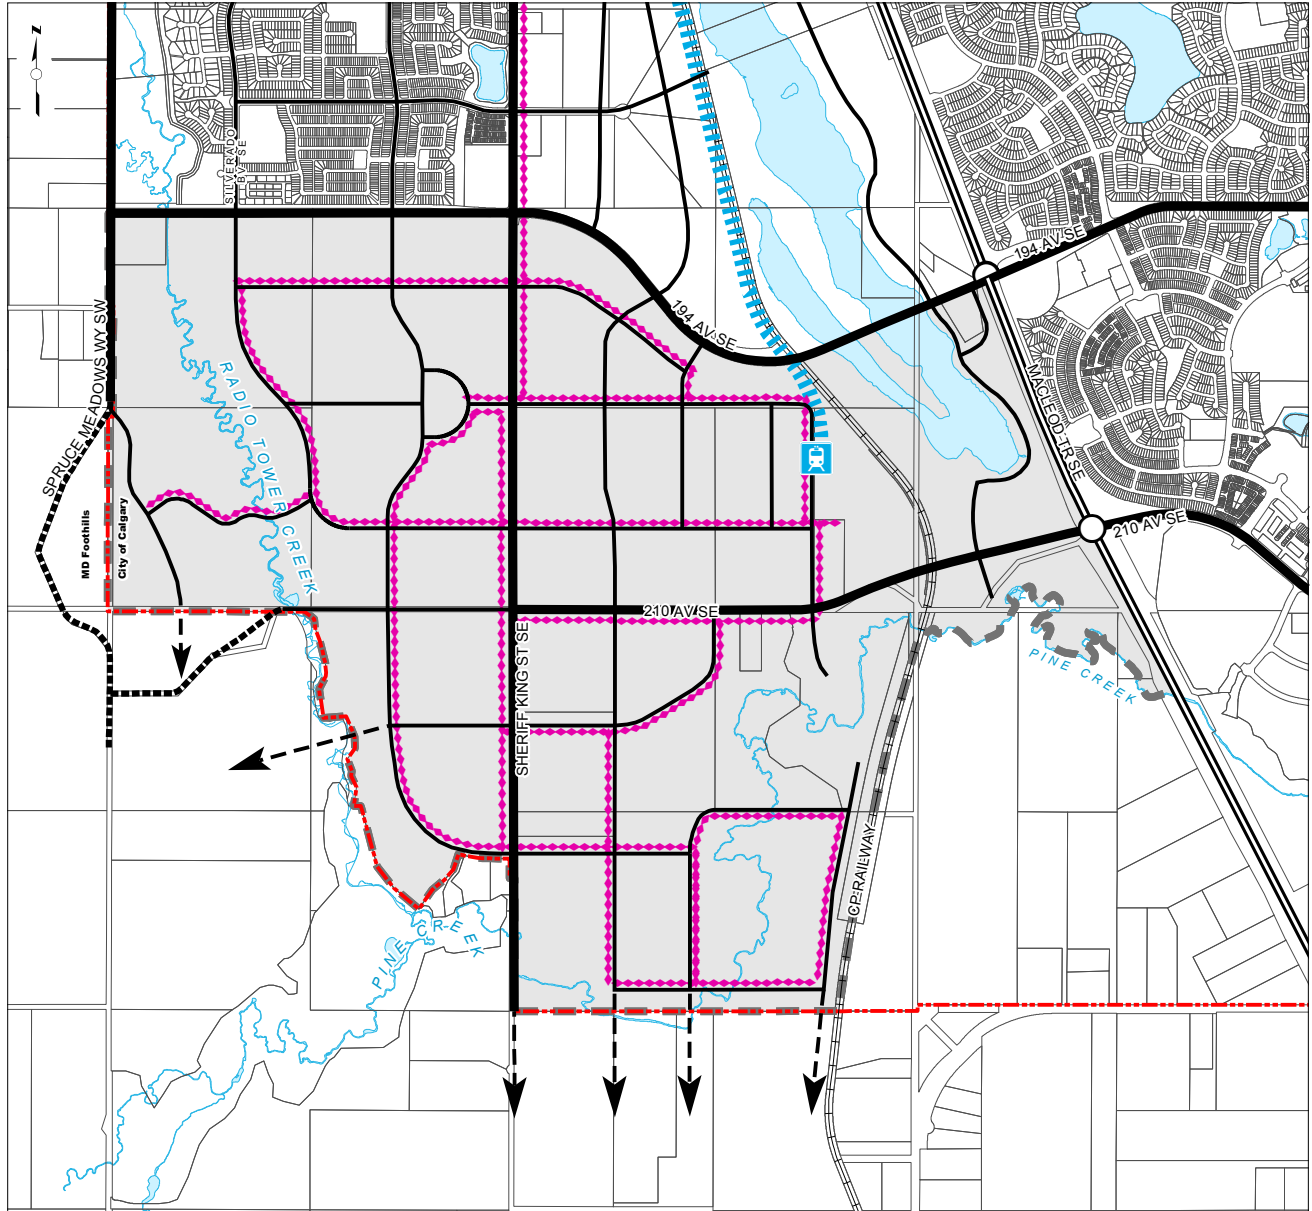 N
SILVERADO
BV SE
194 AV SE
194 AV SE
SPRUCE MEADOWS WY SW
RADIO TOWER CREEK
MACLEOD TR SE
MD Foothills
City of Calgary
210 AV SE
210 AV SE
SHERIFF KING ST SE
PINE CREEK
CP RAILWAY
PINE CREEK